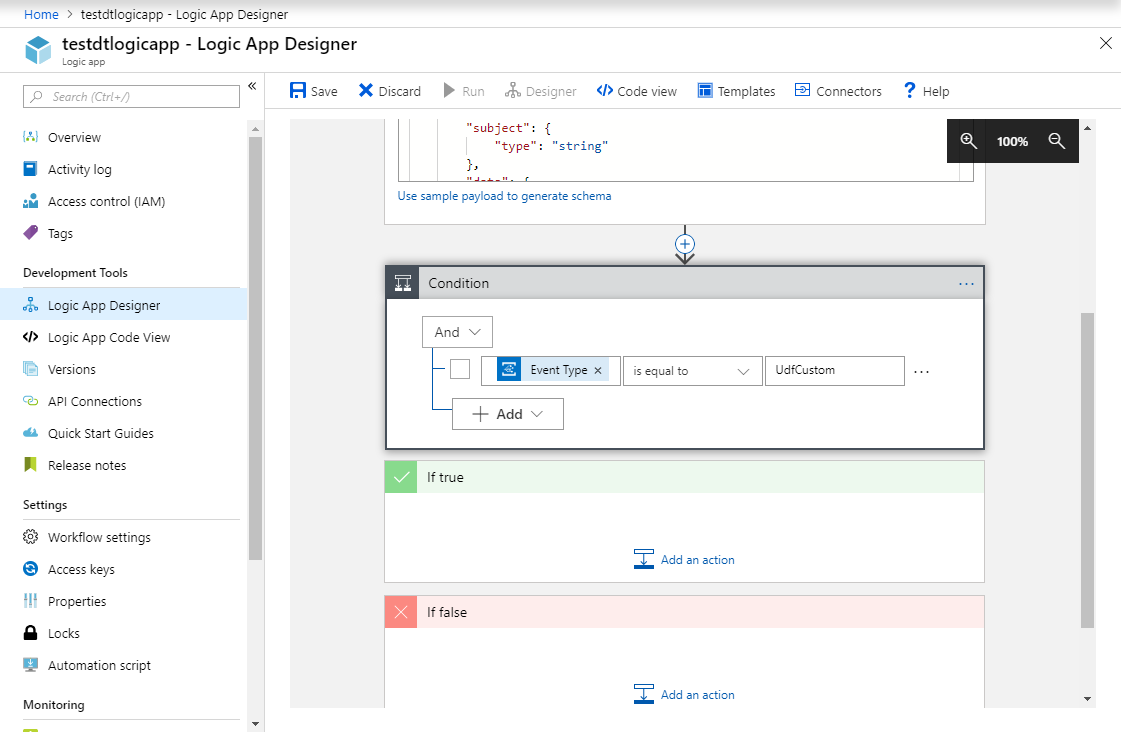 Home > testdtlogicapp - Logic App Designer
testdtlogicapp - Logic App Designer
Logic app
Search (Ctrl+/)
Overview
Activity log
Access control (IAM)
Tags
Development Tools
Logic App Designer
Logic App Code View
Versions
API Connections
Quick Start Guides
Release notes
Settings
Workflow settings
Access keys
Properties
Locks
Automation script
Monitoring
Save Discard Run Designer Code view Templates Connectors Help
"subject": {
"type": "string"
},
"data": {
100%
Use sample payload to generate schema
Condition
And
Event Type × is equal to UdfCustom
Add
If true
Add an action
If false
Add an action